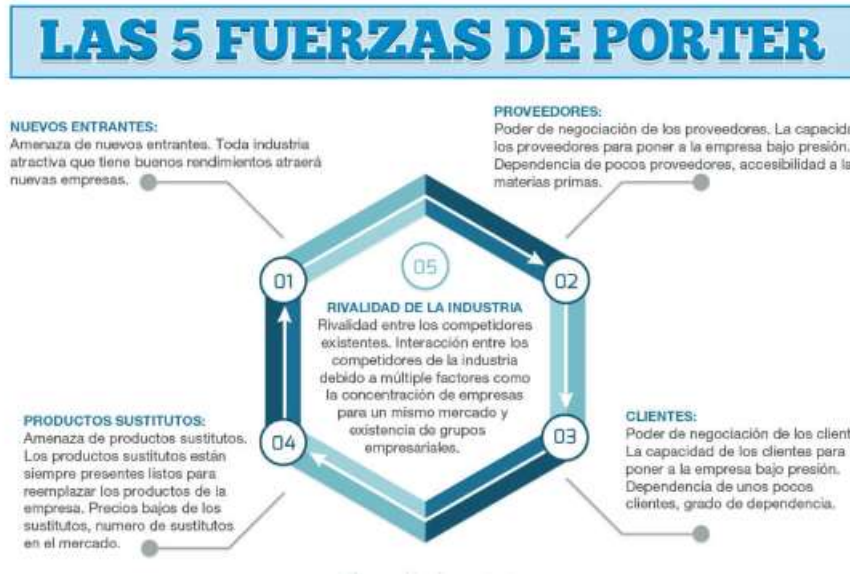 LAS 5 FUERZAS DE PORTER
NUEVOS ENTRANTES:
Amenaza de nuevos entrantes. Toda industria
atractiva que tiene buenos rendimientos atraerá
nuevas empresas.
PROVEEDORES:
Poder de negociación de los proveedores. La
los proveedores para poner a la empresa bajo presión.
Dependencia de pocos proveedores, accesibilidad a
materias primas.
01
02
05
RIVALIDAD DE LA INDUSTRIA
Rivalidad entre los competidores
existentes. Interacción entre los
competidores de la industria
debido a múltiple factores como
la concentración de empresas
para un mismo mercado y
existencia de grupos
empresariales.
04
03
PRODUCTOS SUSTITUTOS:
Amenaza de productos sustitutos.
Los productos sustitutos están
siempre presentes listos para
reemplazar los productos de la
empresa. Precios bajos de los
sustitutos, numero de sustitutos
en el mercado.
CLIENTES:
Poder de negociación de los
La capacidad de los clientes para
poner a la empresa bajo presión.
Dependencia de unos pocos
clientes, grado de dependencia.